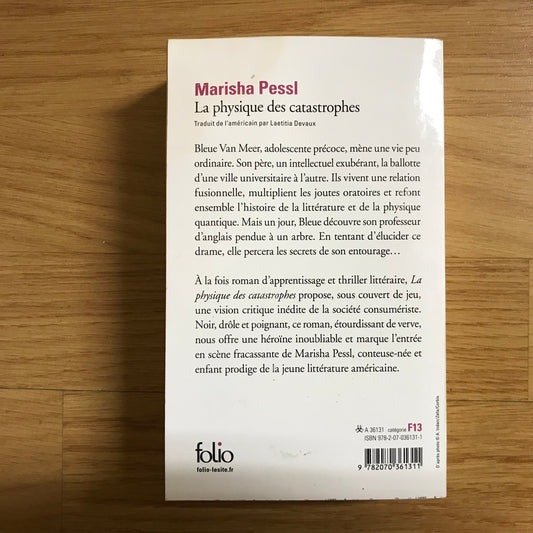 Marisha Pessl
La physique des catastrophes
Traduit de l'américain par Laetitia Devaux
Bleue Van Meer, adolescente précoce, mène une vie peu
ordinaire. Son père, un intellectuel exubérant, la ballotte
d'une ville universitaire à l'autre. Ils vivent une relation
fusionnelle, multiplient les joutes oratoires et refont
ensemble l'histoire de la littérature et de la physique
quantique. Mais un jour, Bleue découvre son professeur
d'anglais pendue à un arbre. En tentant d'élucider ce
drame, elle percera les secrets de son entourage…
À la fois roman d'apprentissage et thriller littéraire, La
physique des catastrophes propose, sous couvert de jeu,
une vision critique inédite de la société consumériste.
Noir, drôle et poignant, ce roman, étourdissant de verve,
nous offre une héroïne inoubliable et marque l'entrée
en scène fracassante de Marisha Pessl, conteuse-née et
enfant prodige de la jeune littérature américaine.
A 36131 catégorie F13
ISBN 978-2-07-036131-1
9 782070 361311
folio
folio-lesite.fr
D'après photo ©